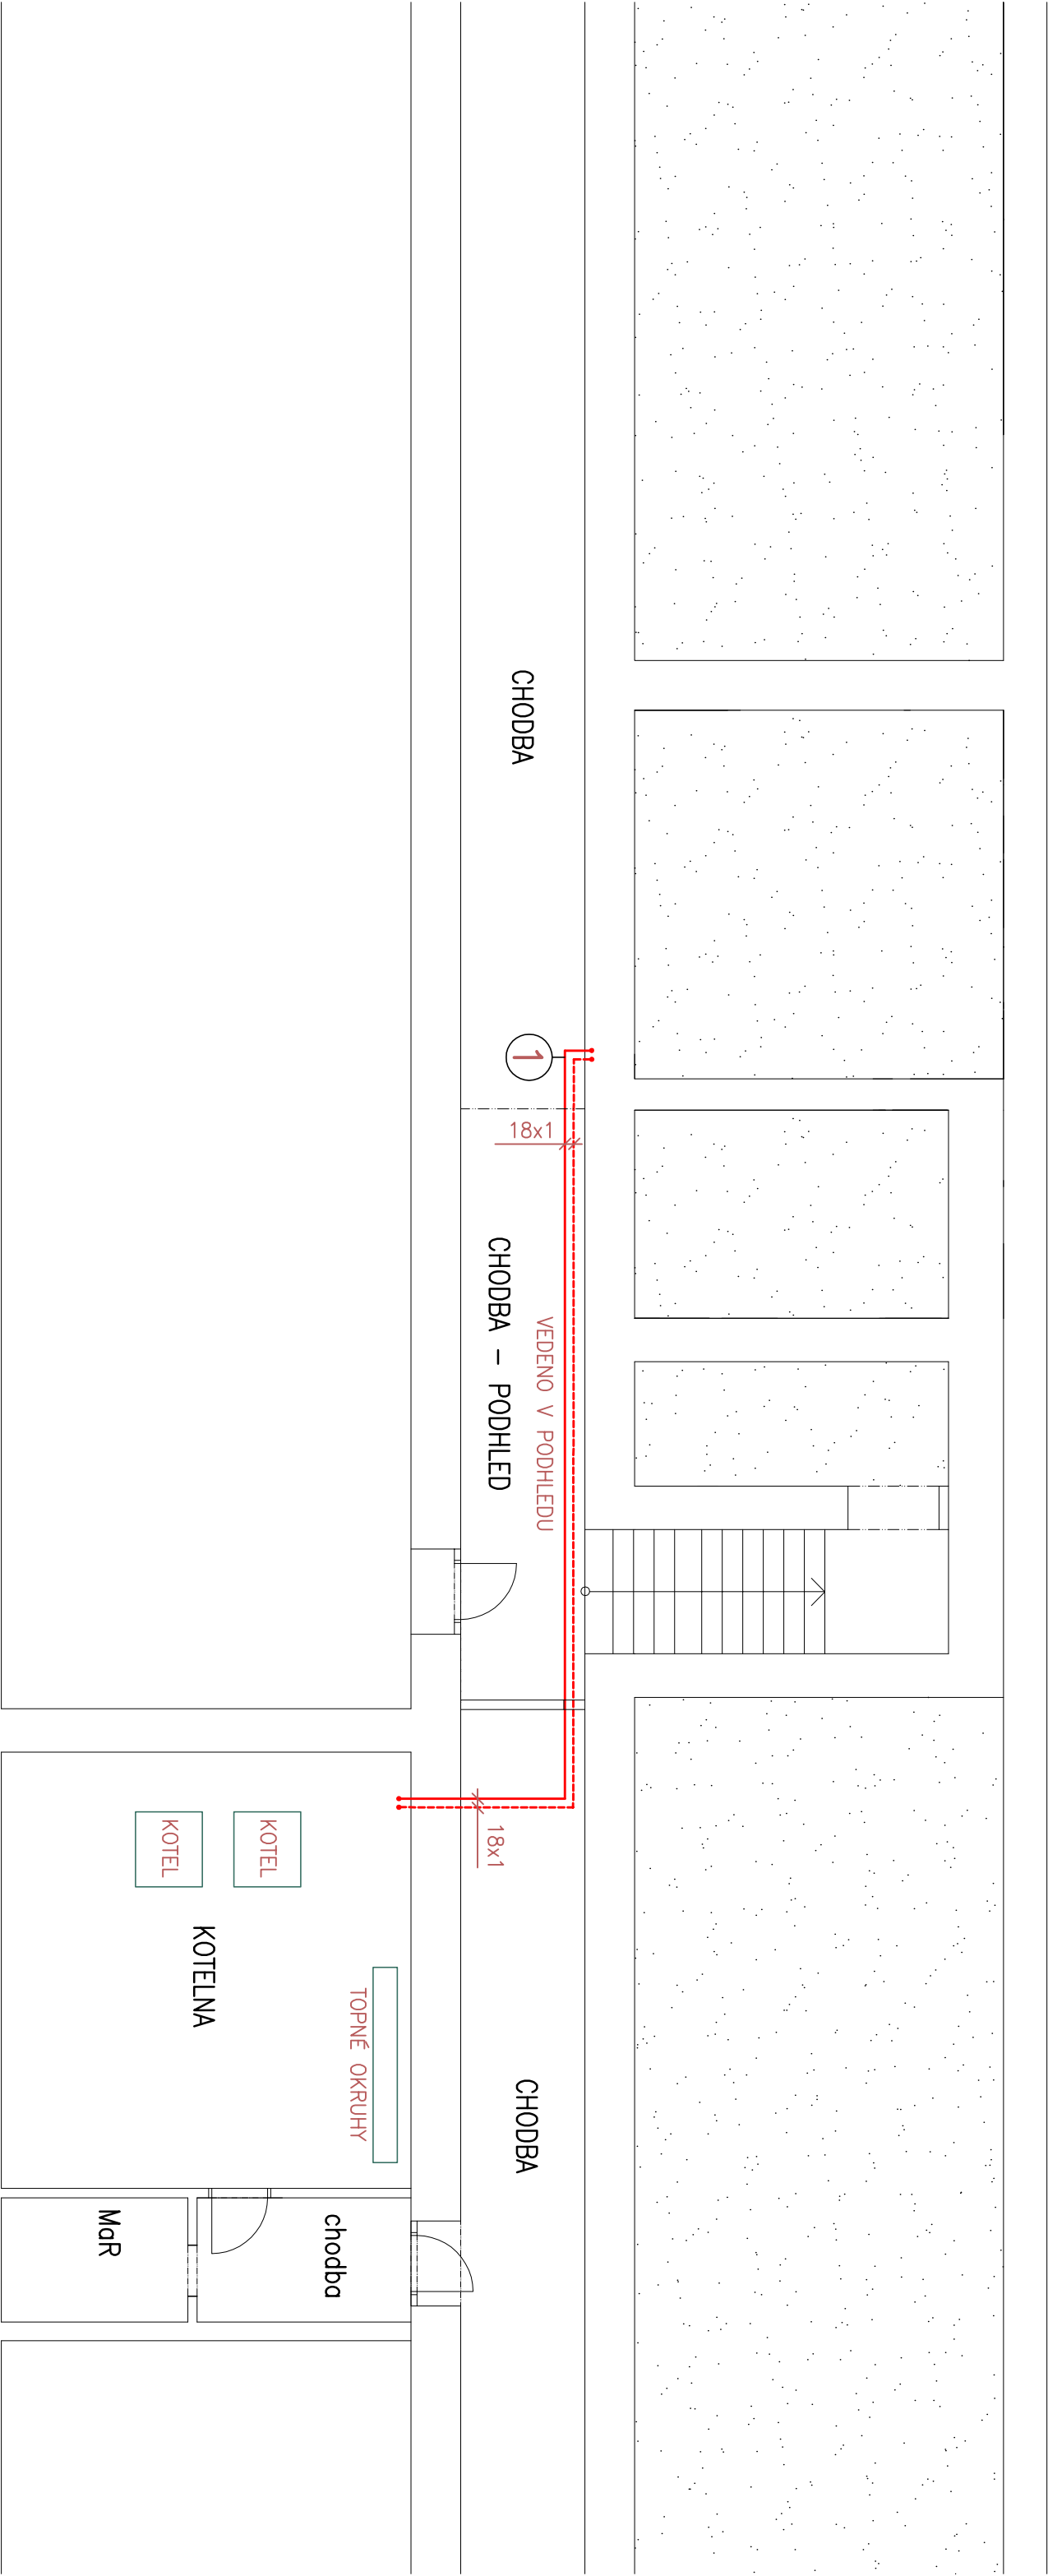 CHODBA
1
18x1
CHODBA - PODHLED
VEDENO V PODHLEDU
18x1
KOTEL
KOTEL
KOTELNA
TOPNÉ OKRUHY
CHODBA
MaR
chodba